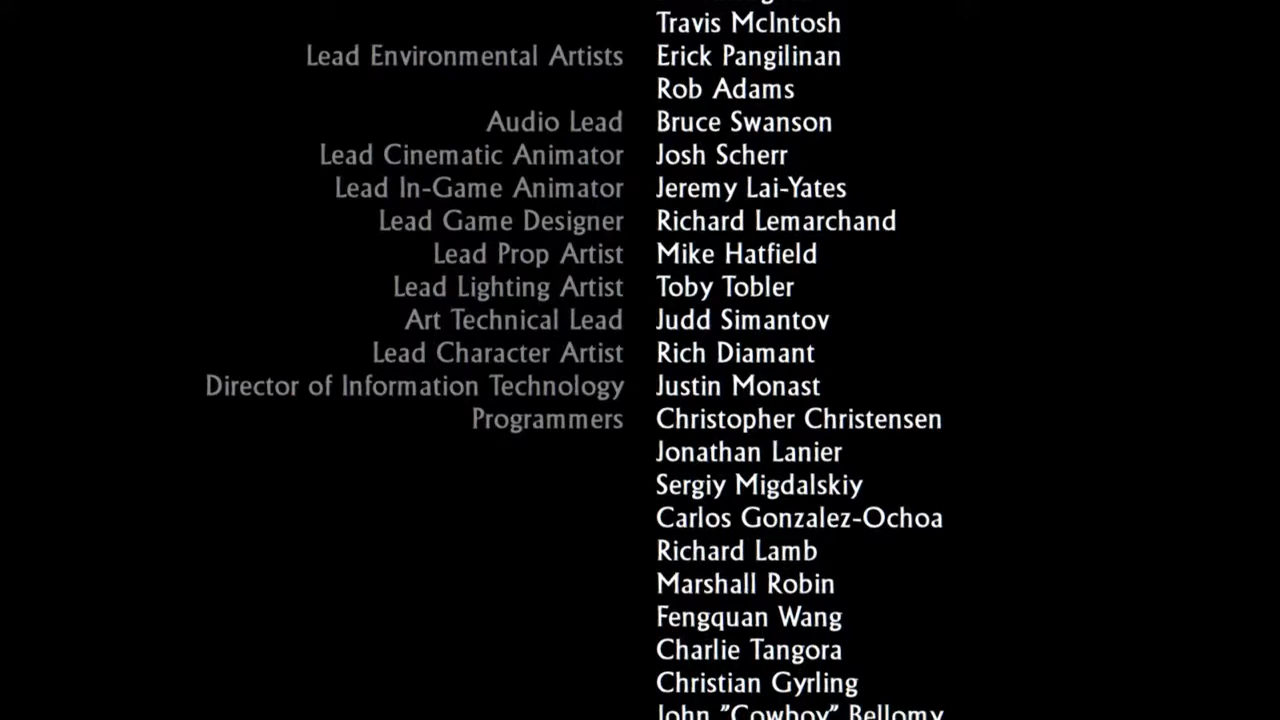 Travis McIntosh
Lead Environmental Artists Erick Pangilinan
Rob Adams
Audio Lead Bruce Swanson
Lead Cinematic Animator Josh Scherr
Lead In-Game Animator Jeremy Lai-Yates
Lead Game Designer Richard Lemarchand
Lead Prop Artist Mike Hatfield
Lead Lighting Artist Toby Tobler
Art Technical Lead Judd Simantov
Lead Character Artist Rich Diamant
Director of Information Technology Justin Monast
Programmers Christopher Christensen
Jonathan Lanier
Sergiy Migdalskiy
Carlos Gonzalez-Ochoa
Richard Lamb
Marshall Robin
Fengquan Wang
Charlie Tangora
Christian Gyrling
John "Cowboy" Bellomy